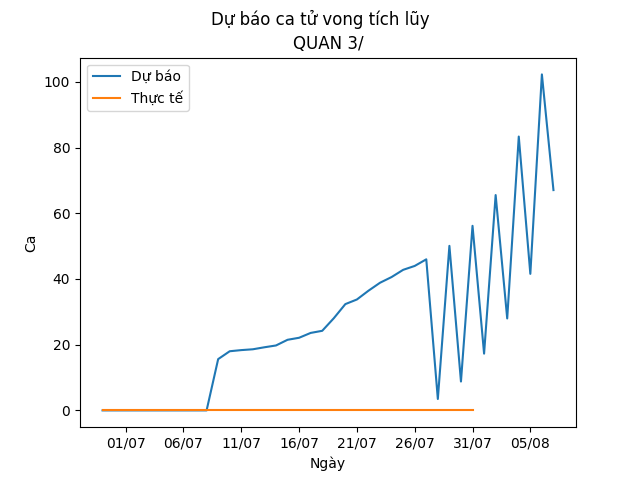 Dự báo ca tử vong tích lũy
QUAN 3/
Dự báo
Thực tế
Ca
100
80
60
40
20
0
01/07 06/07 11/07 16/07 21/07 26/07 31/07 05/08
Ngày